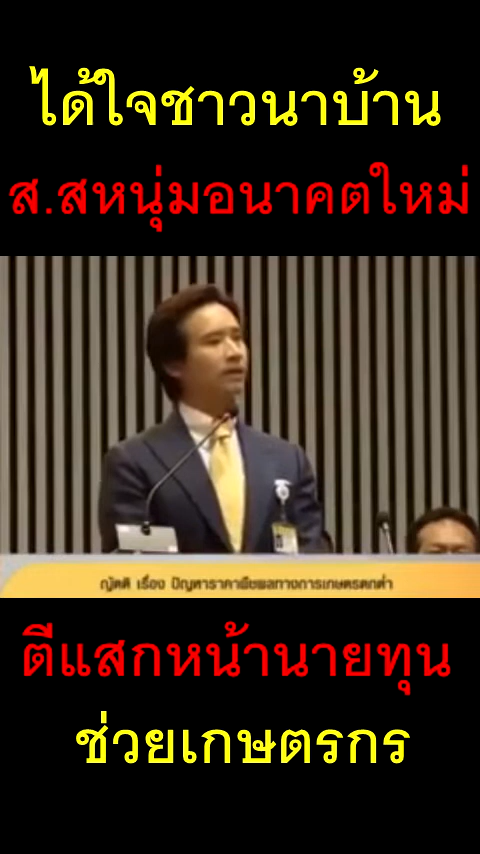 ได้ใจชาวนาบ้าน
ส.สหนุ่มอนาคตใหม่
ญัตติ เรื่อง ปัญหาราคาพืชผลทางการเกษตรตกต่ำ
ตีแสกหน้านายทุน
ช่วยเกษตรกร